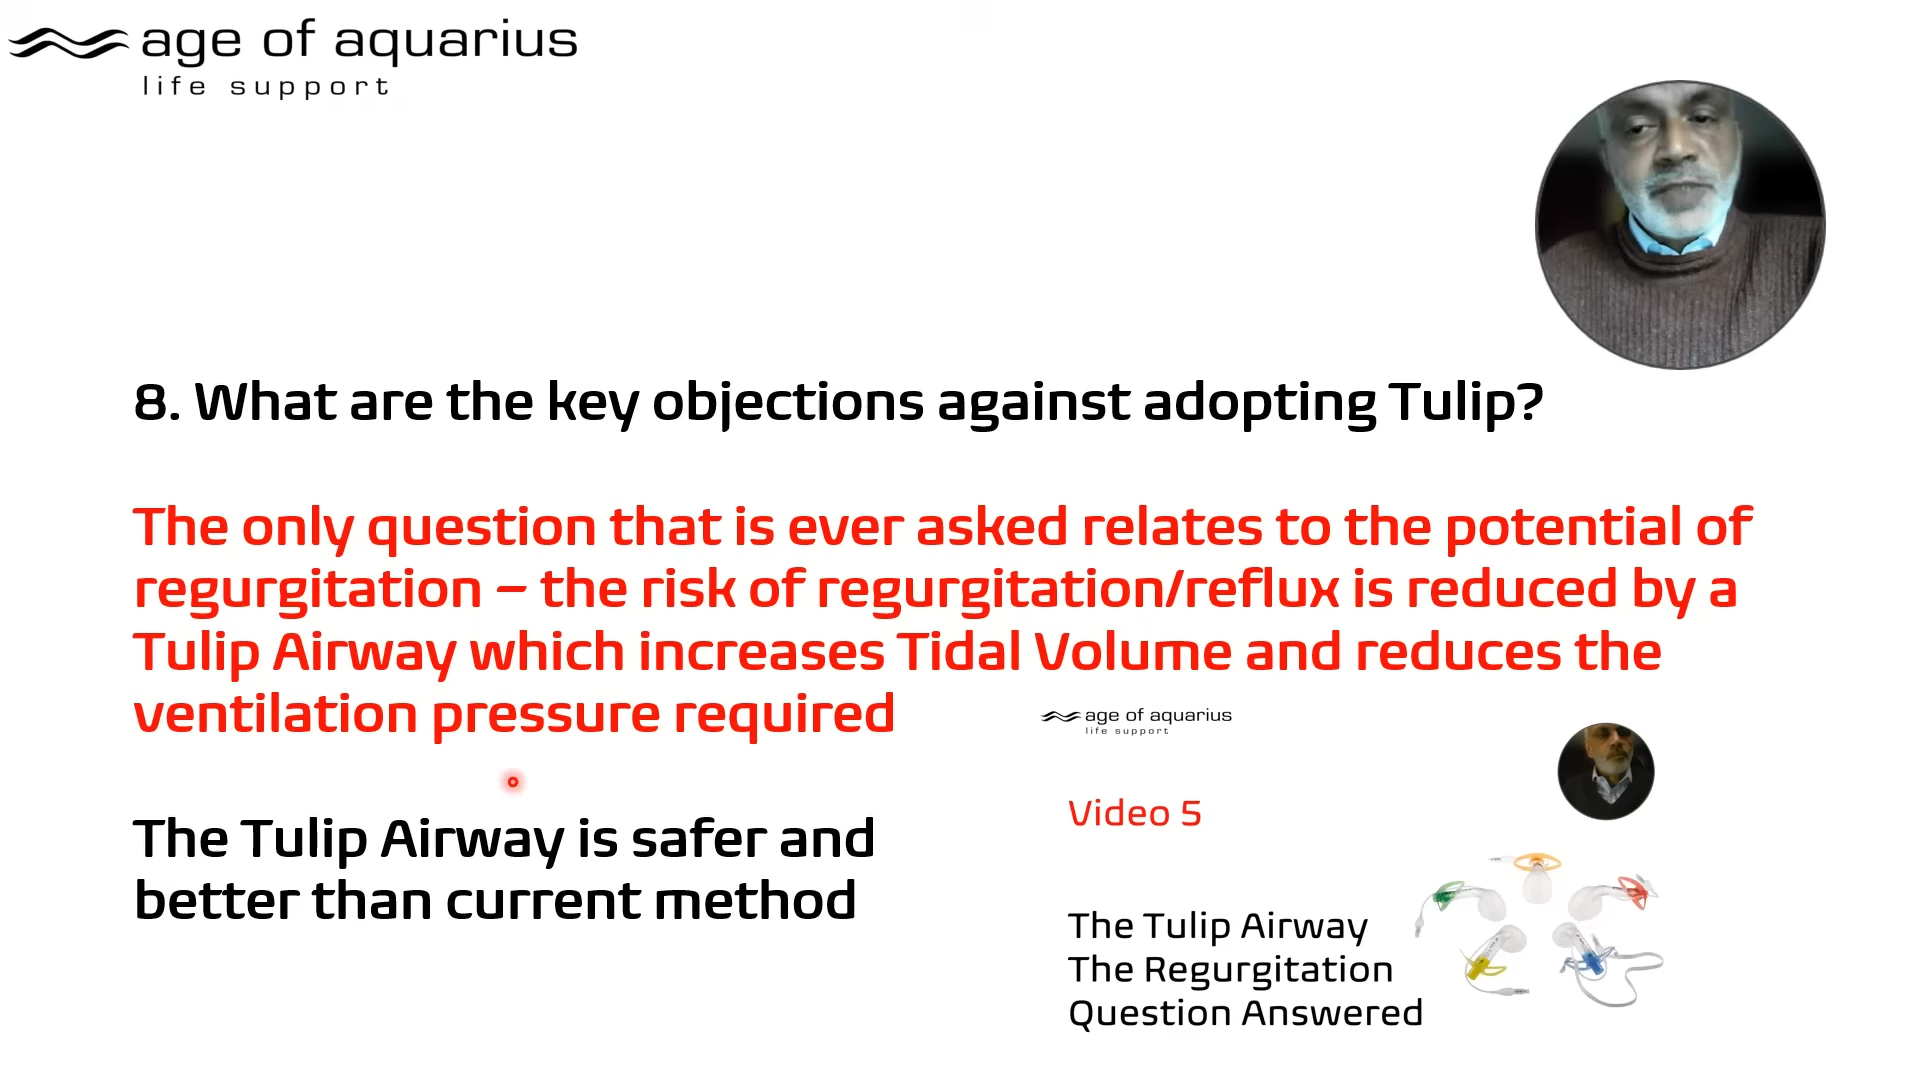 age of aquarius
life support
8. What are the key objections against adopting Tulip?
The only question that is ever asked relates to the potential of
regurgitation – the risk of regurgitation/reflux is reduced by a
Tulip Airway which increases Tidal Volume and reduces the
ventilation pressure required
The Tulip Airway is safer and
better than current method
age of aquarius
life support
Video 5
The Tulip Airway
The Regurgitation
Question Answered